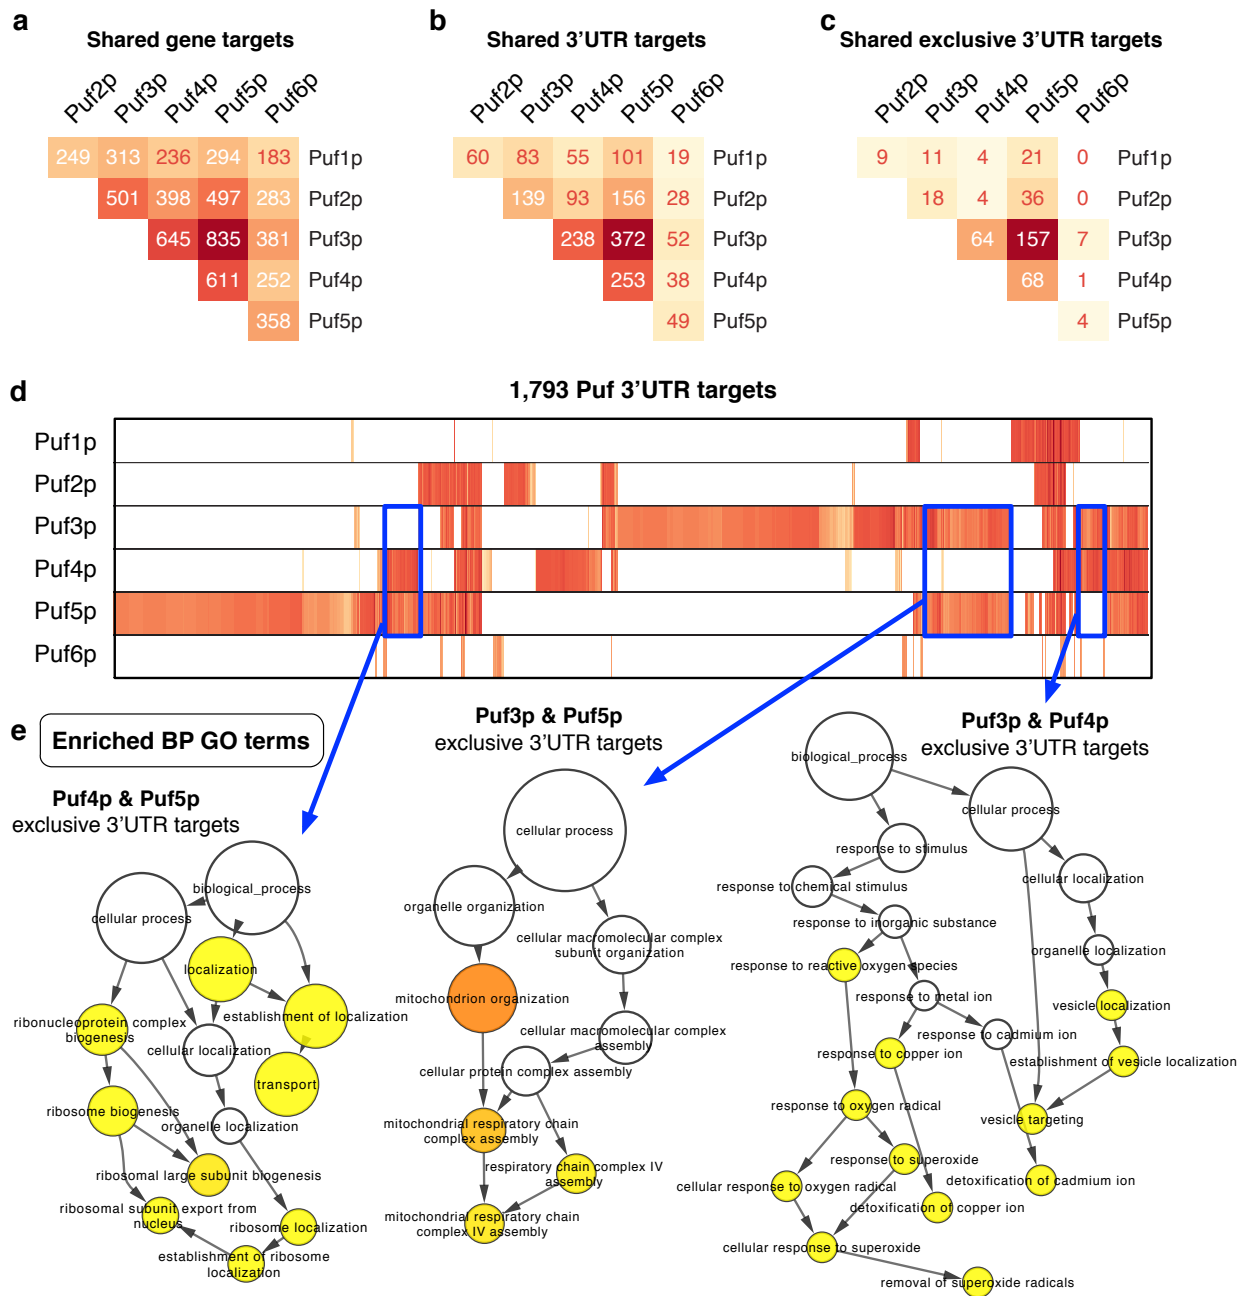 a
Shared gene targets
Puf2p Puf3p Puf4p Puf5p Puf6p
249 313 236 294 183 Puf1p
501 398 497 283 Puf2p
645 835 381 Puf3p
611 252 Puf4p
358 Puf5p
b
Shared 3'UTR targets
Puf2p Puf3p Puf4p Puf5p Puf6p
60 83 55 101 19 Puf1p
139 93 156 28 Puf2p
238 372 52 Puf3p
253 38 Puf4p
49 Puf5p
c
Shared exclusive 3'UTR targets
Puf2p Puf3p Puf4p Puf5p Puf6p
9 11 4 21 0 Puf1p
18 4 36 0 Puf2p
64 157 7 Puf3p
68 1 Puf4p
4 Puf5p
d
1,793 Puf 3'UTR targets
Puf1p
Puf2p
Puf3p
Puf4p
Puf5p
Puf6p
e
Enriched BP GO terms
Puf4p & Puf5p
exclusive 3'UTR targets
biological_process
cellular process
localization
establishment of localization
ribonucleoprotein complex
biogenesis
cellular localization
transport
ribosome biogenesis
organelle localization
ribosomal large subunit biogenesis
ribosomal subunit export from
nucleus
ribosome localization
establishment of ribosome
localization
Puf3p & Puf5p
exclusive 3'UTR targets
cellular process
organelle organization
cellular macromolecular complex
subunit organization
mitochondrion organization
cellular macromolecular complex
assembly
cellular protein complex assembly
mitochondrial respiratory chain
complex assembly
respiratory chain complex IV
assembly
mitochondrial respiratory chain
complex IV assembly
Puf3p & Puf4p
exclusive 3'UTR targets
biological_process
cellular process
response to stimulus
cellular localization
response to chemical stimulus
response to inorganic substance
organelle localization
response to reactive oxygen species
response to metal ion
vesicle localization
response to cadmium ion
response to copper ion
establishment of vesicle localization
response to oxygen radical
vesicle targeting
response to superoxide
cellular response to oxygen radical
detoxification of cadmium ion
detoxification of copper ion
cellular response to superoxide
removal of superoxide radicals